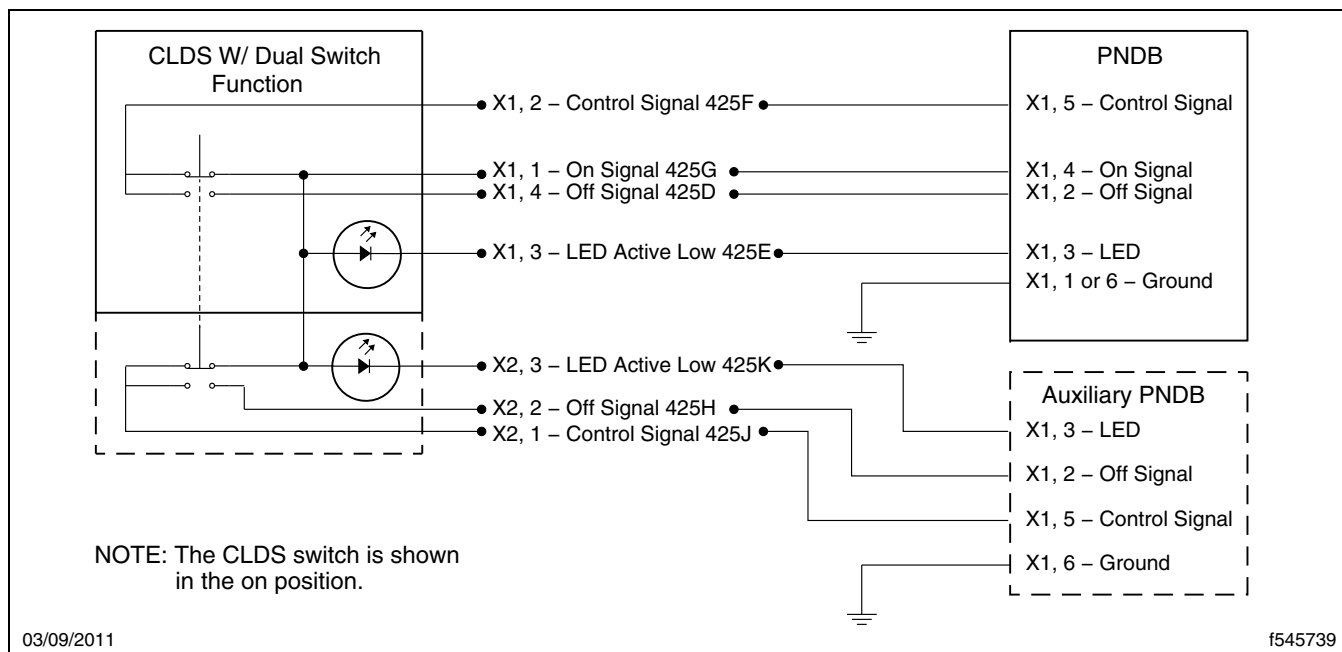 CLDS W/ Dual Switch
Function
X1, 2 – Control Signal 425F
X1, 1 – On Signal 425G
X1, 4 – Off Signal 425D
X1, 3 – LED Active Low 425E
X2, 3 – LED Active Low 425K
X2, 2 – Off Signal 425H
X2, 1 – Control Signal 425J
PNDB
X1, 5 – Control Signal
X1, 4 – On Signal
X1, 2 – Off Signal
X1, 3 – LED
X1, 1 or 6 – Ground
Auxiliary PNDB
X1, 3 – LED
X1, 2 – Off Signal
X1, 5 – Control Signal
X1, 6 – Ground
NOTE: The CLDS switch is shown
in the on position.
03/09/2011
f545739